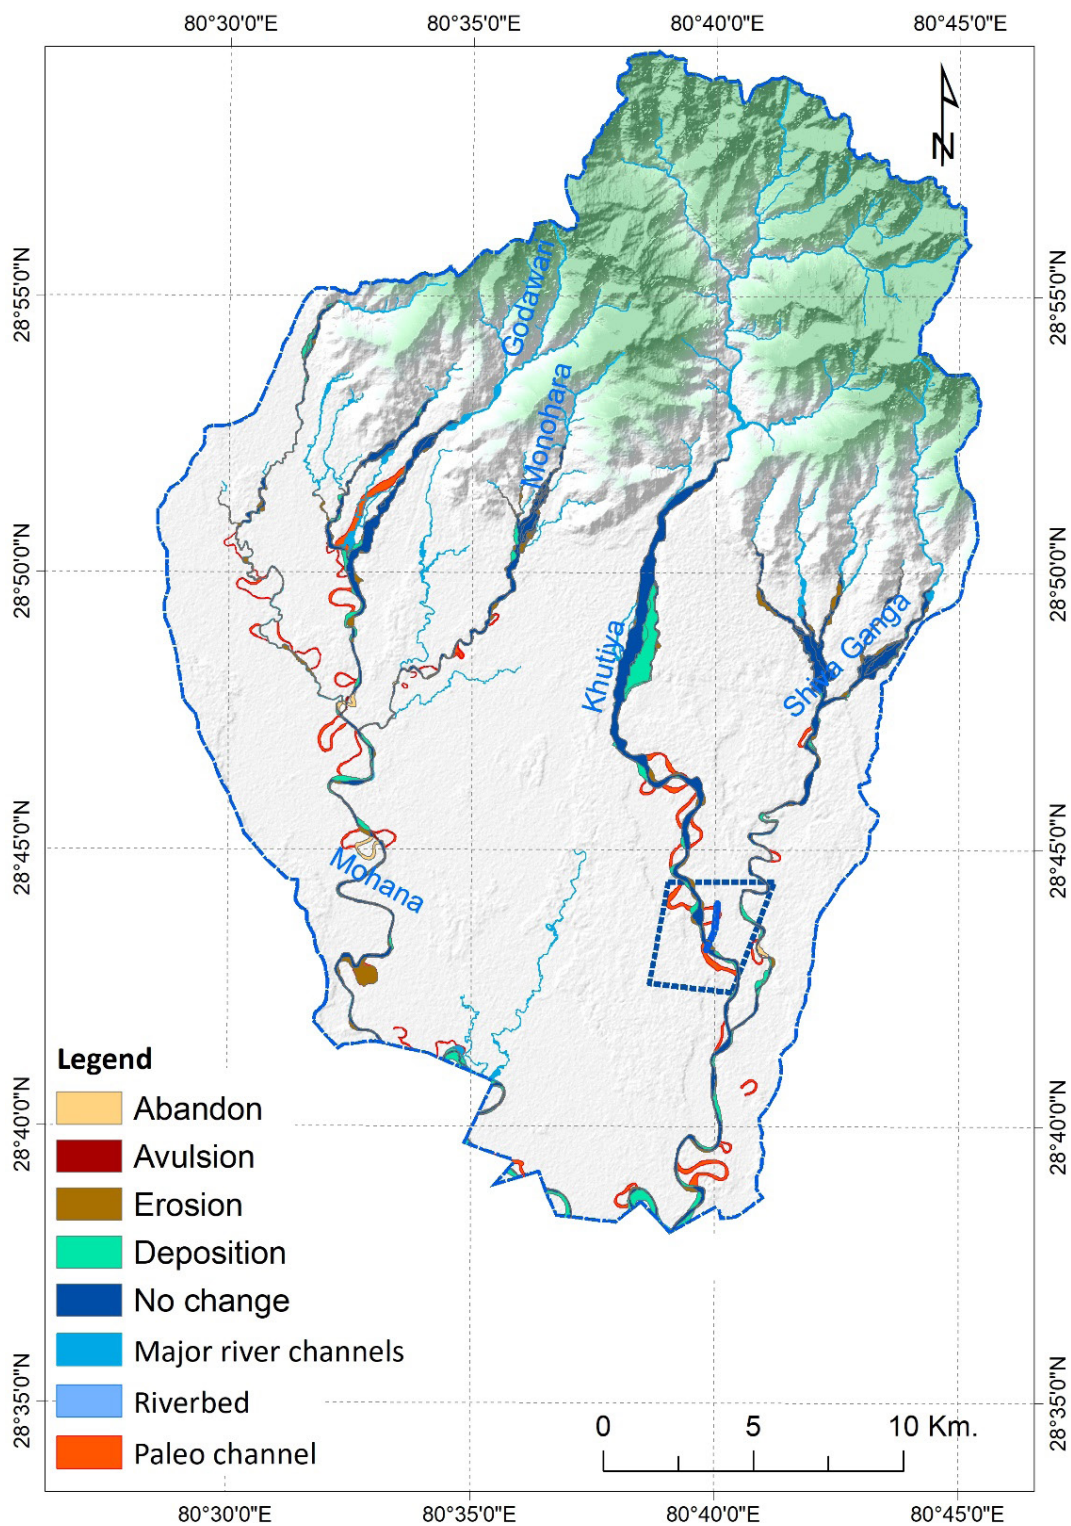 80°30'0"E 80°35'0"E 80°40'0"E 80°45'0"E
N
28°55'0"N 28°55'0"N
Godawari
Monohara
28°50'0"N 28°50'0"N
Khutiya
Shiva Ganga
28°45'0"N 28°45'0"N
Mohana
Legend
Abandon
28°40'0"N 28°40'0"N
Avulsion
Erosion
Deposition
No change
Major river channels
Riverbed
Paleo channel
28°35'0"N 28°35'0"N
0 5 10 Km.
80°30'0"E 80°35'0"E 80°40'0"E 80°45'0"E